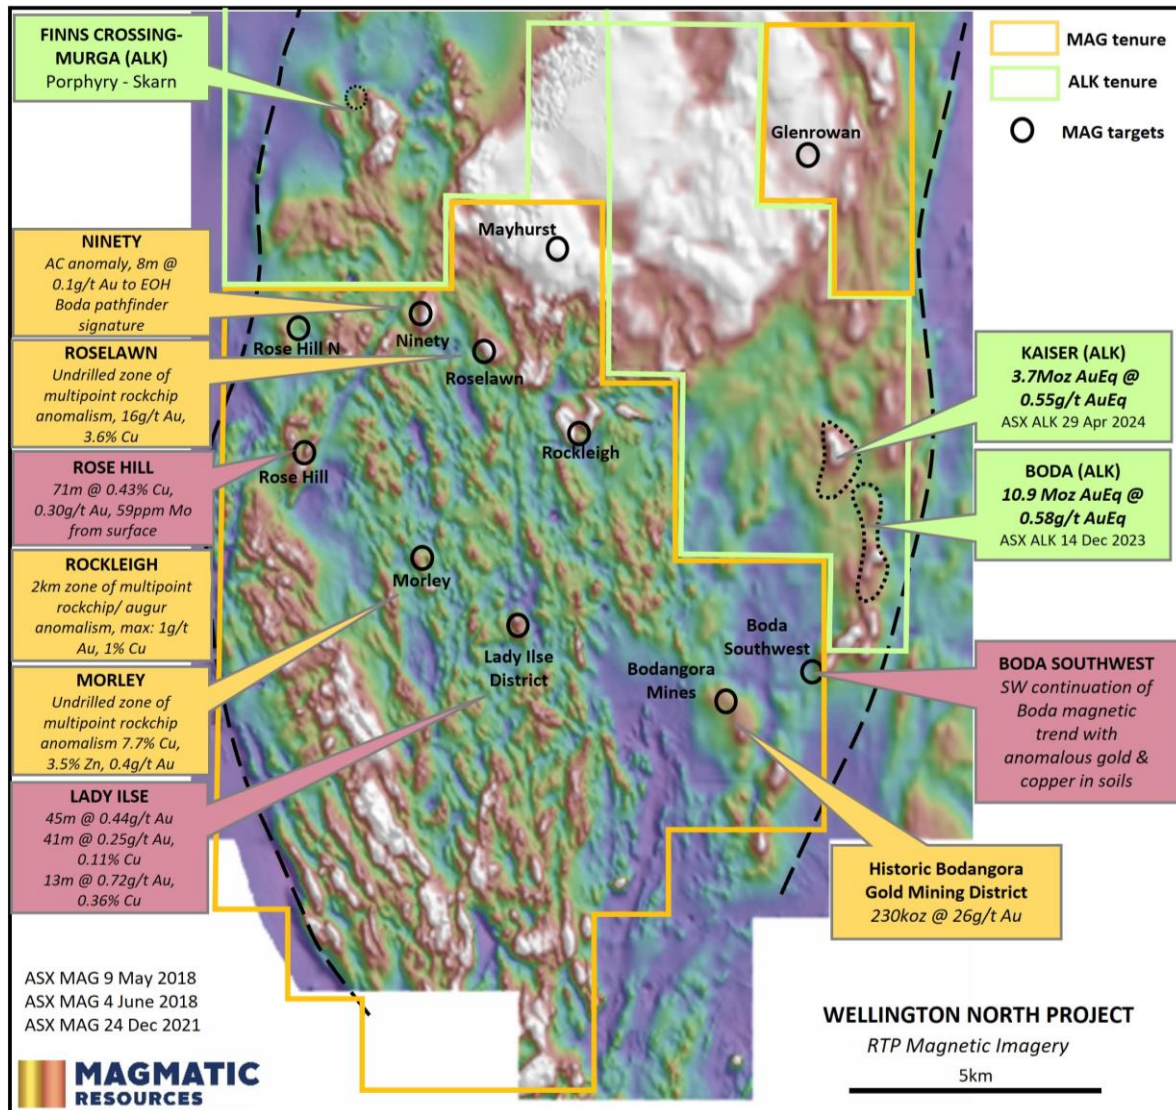 FINNS CROSSING-
MURGA (ALK)
Porphyry - Skarn
MAG tenure
ALK tenure
MAG targets
Glenrowan
Mayhurst
NINETY
AC anomaly, 8m @
0.1g/t Au to EOH
Boda pathfinder
signature
Rose Hill N
Ninety
Roselawn
ROSELAWN
Undrilled zone of
multipoint rockchip
anomalism, 16g/t Au,
3.6% Cu
KAISER (ALK)
3.7Moz AuEq @
0.55g/t AuEq
ASX ALK 29 Apr 2024
Rockleigh
Rose Hill
ROSE HILL
71m @ 0.43% Cu,
0.30g/t Au, 59ppm Mo
from surface
BODA (ALK)
10.9 Moz AuEq @
0.58g/t AuEq
ASX ALK 14 Dec 2023
ROCKLEIGH
2km zone of multipoint
rockchip/ augur
anomalism, max: 1g/t
Au, 1% Cu
Morley
Lady Ilse
District
Boda
Southwest
Bodangora
Mines
MORLEY
Undrilled zone of
multipoint rockchip
anomalism 7.7% Cu,
3.5% Zn, 0.4g/t Au
BODA SOUTHWEST
SW continuation of
Boda magnetic
trend with
anomalous gold &
copper in soils
LADY ILSE
45m @ 0.44g/t Au
41m @ 0.25g/t Au,
0.11% Cu
13m @ 0.72g/t Au,
0.36% Cu
Historic Bodangora
Gold Mining District
230koz @ 26g/t Au
ASX MAG 9 May 2018
ASX MAG 4 June 2018
ASX MAG 24 Dec 2021
WELLINGTON NORTH PROJECT
RTP Magnetic Imagery
5km
MAGMATIC
RESOURCES